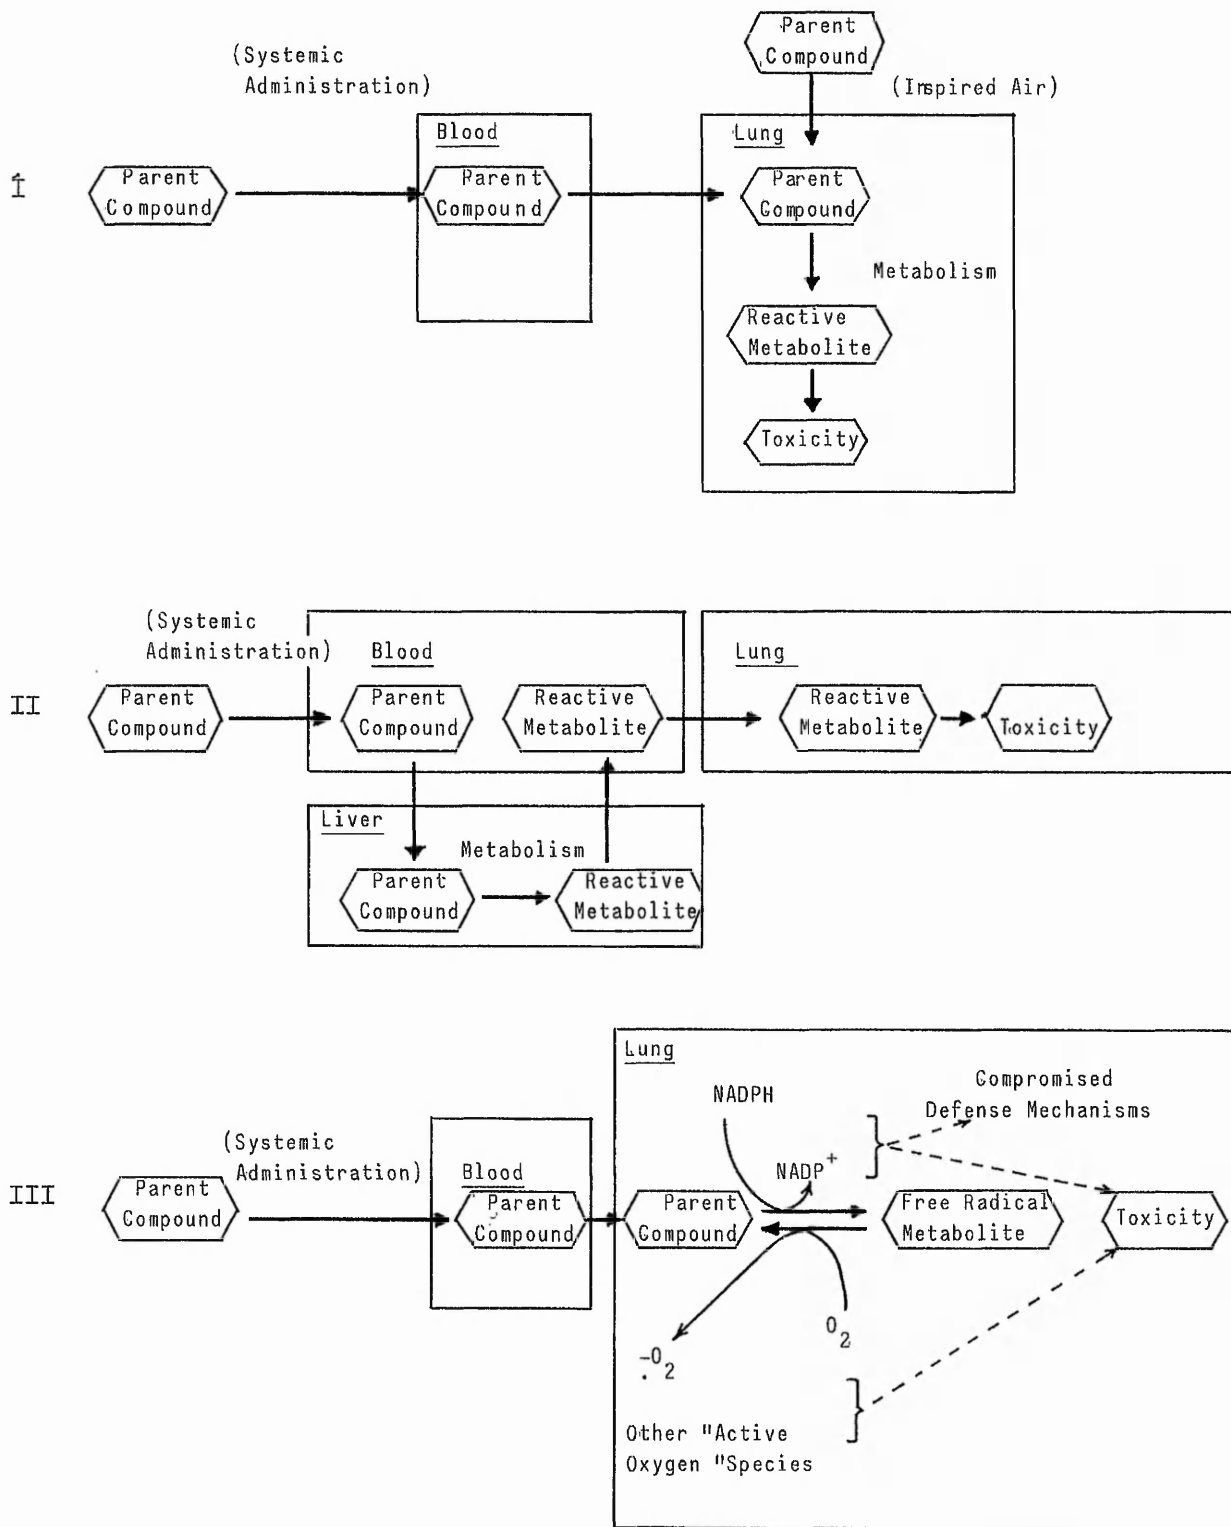 Parent
Compound
(Systemic
Administration)
(Inspired Air)
Blood
Lung
I
Parent
Compound
Parent
Compound
Parent
Compound
Metabolism
Reactive
Metabolite
Toxicity
(Systemic
Administration)
Blood
Lung
II
Parent
Compound
Parent
Compound
Reactive
Metabolite
Reactive
Metabolite
Toxicity
Liver
Metabolism
Parent
Compound
Reactive
Metabolite
Lung
Compromised
Defense Mechanisms
NADPH
(Systemic
Administration)
Blood
NADP+
III
Parent
Compound
Parent
Compound
Parent
Compound
Free Radical
Metabolite
Toxicity
O2
.-O2
Other "Active
Oxygen "Species